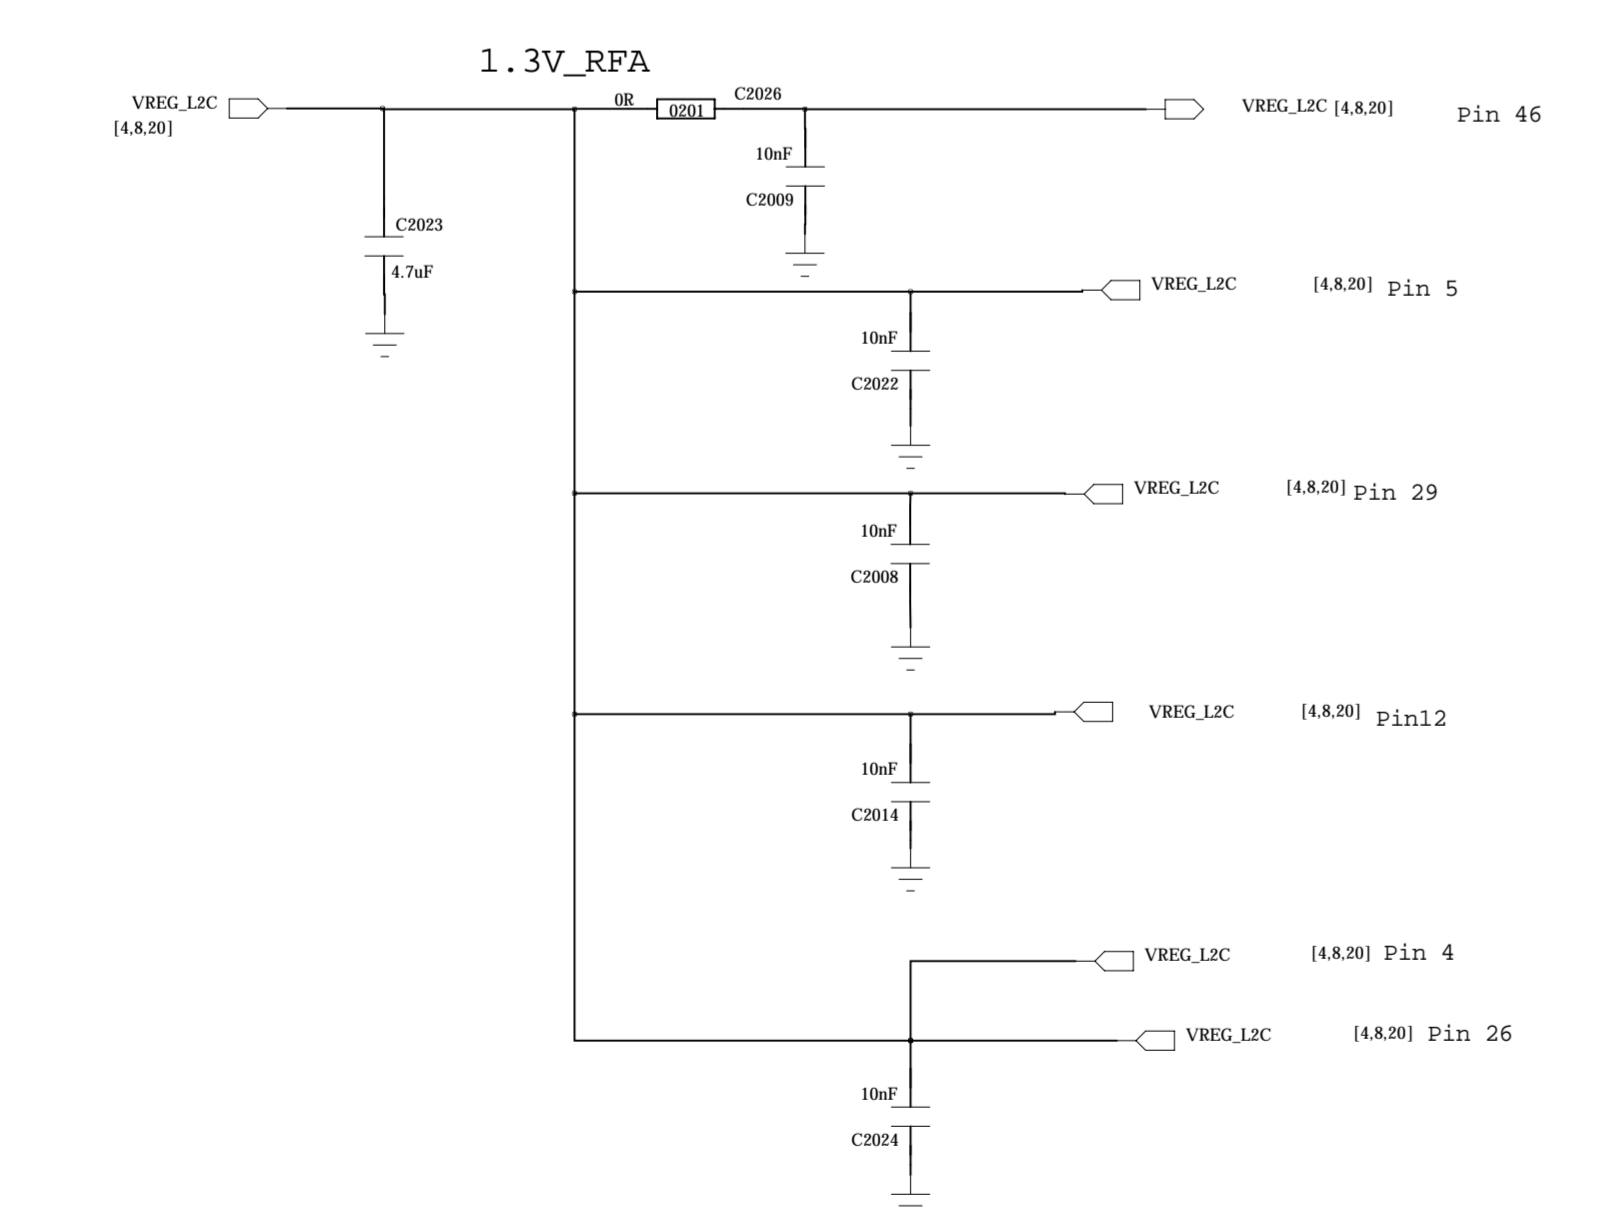 1.3V_RFA
VREG_L2C
[4,8,20]
0R
0201
C2026
VREG_L2C [4,8,20] Pin 46
10nF
C2009
C2023
4.7uF
VREG_L2C [4,8,20] Pin 5
10nF
C2022
VREG_L2C [4,8,20] Pin 29
10nF
C2008
VREG_L2C [4,8,20] Pin12
10nF
C2014
VREG_L2C [4,8,20] Pin 4
VREG_L2C [4,8,20] Pin 26
10nF
C2024